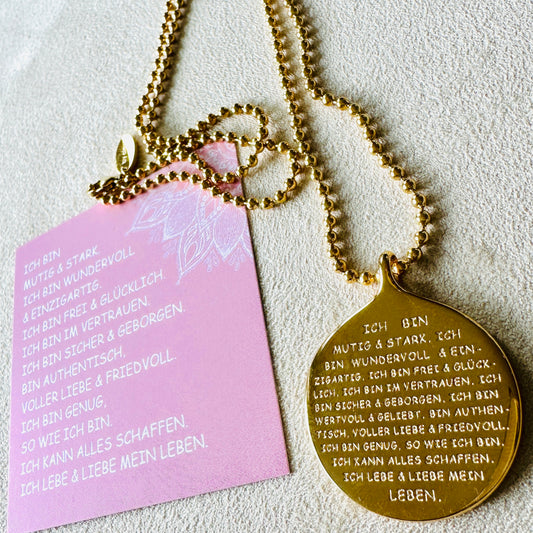 ICH BIN
MUTIG & STARK.
ICH BIN WUNDERVOLL
& EINZIGARTIG.
ICH BIN FREI & GLÜCKLICH.
ICH BIN IM VERTRAUEN.
ICH BIN SICHER & GEBORGEN.
BIN AUTHENTISCH,
VOLLER LIEBE & FRIEDVOLL.
ICH BIN GENUG,
SO WIE ICH BIN.
ICH KANN ALLES SCHAFFEN.
ICH LEBE & LIEBE MEIN LEBEN.
ICH BIN
MUTIG & STARK. ICH
BIN WUNDERVOLL & EIN-
ZIGARTIG. ICH BIN FREI & GLÜCK-
LICH. ICH BIN IM VERTRAUEN. ICH
BIN SICHER & GEBORGEN. ICH BIN
WERTVOLL & GELIEBT. BIN AUTHEN-
TISCH, VOLLER LIEBE & FRIEDVOLL.
ICH BIN GENUG, SO WIE ICH BIN.
ICH KANN ALLES SCHAFFEN.
ICH LEBE & LIEBE MEIN
LEBEN.